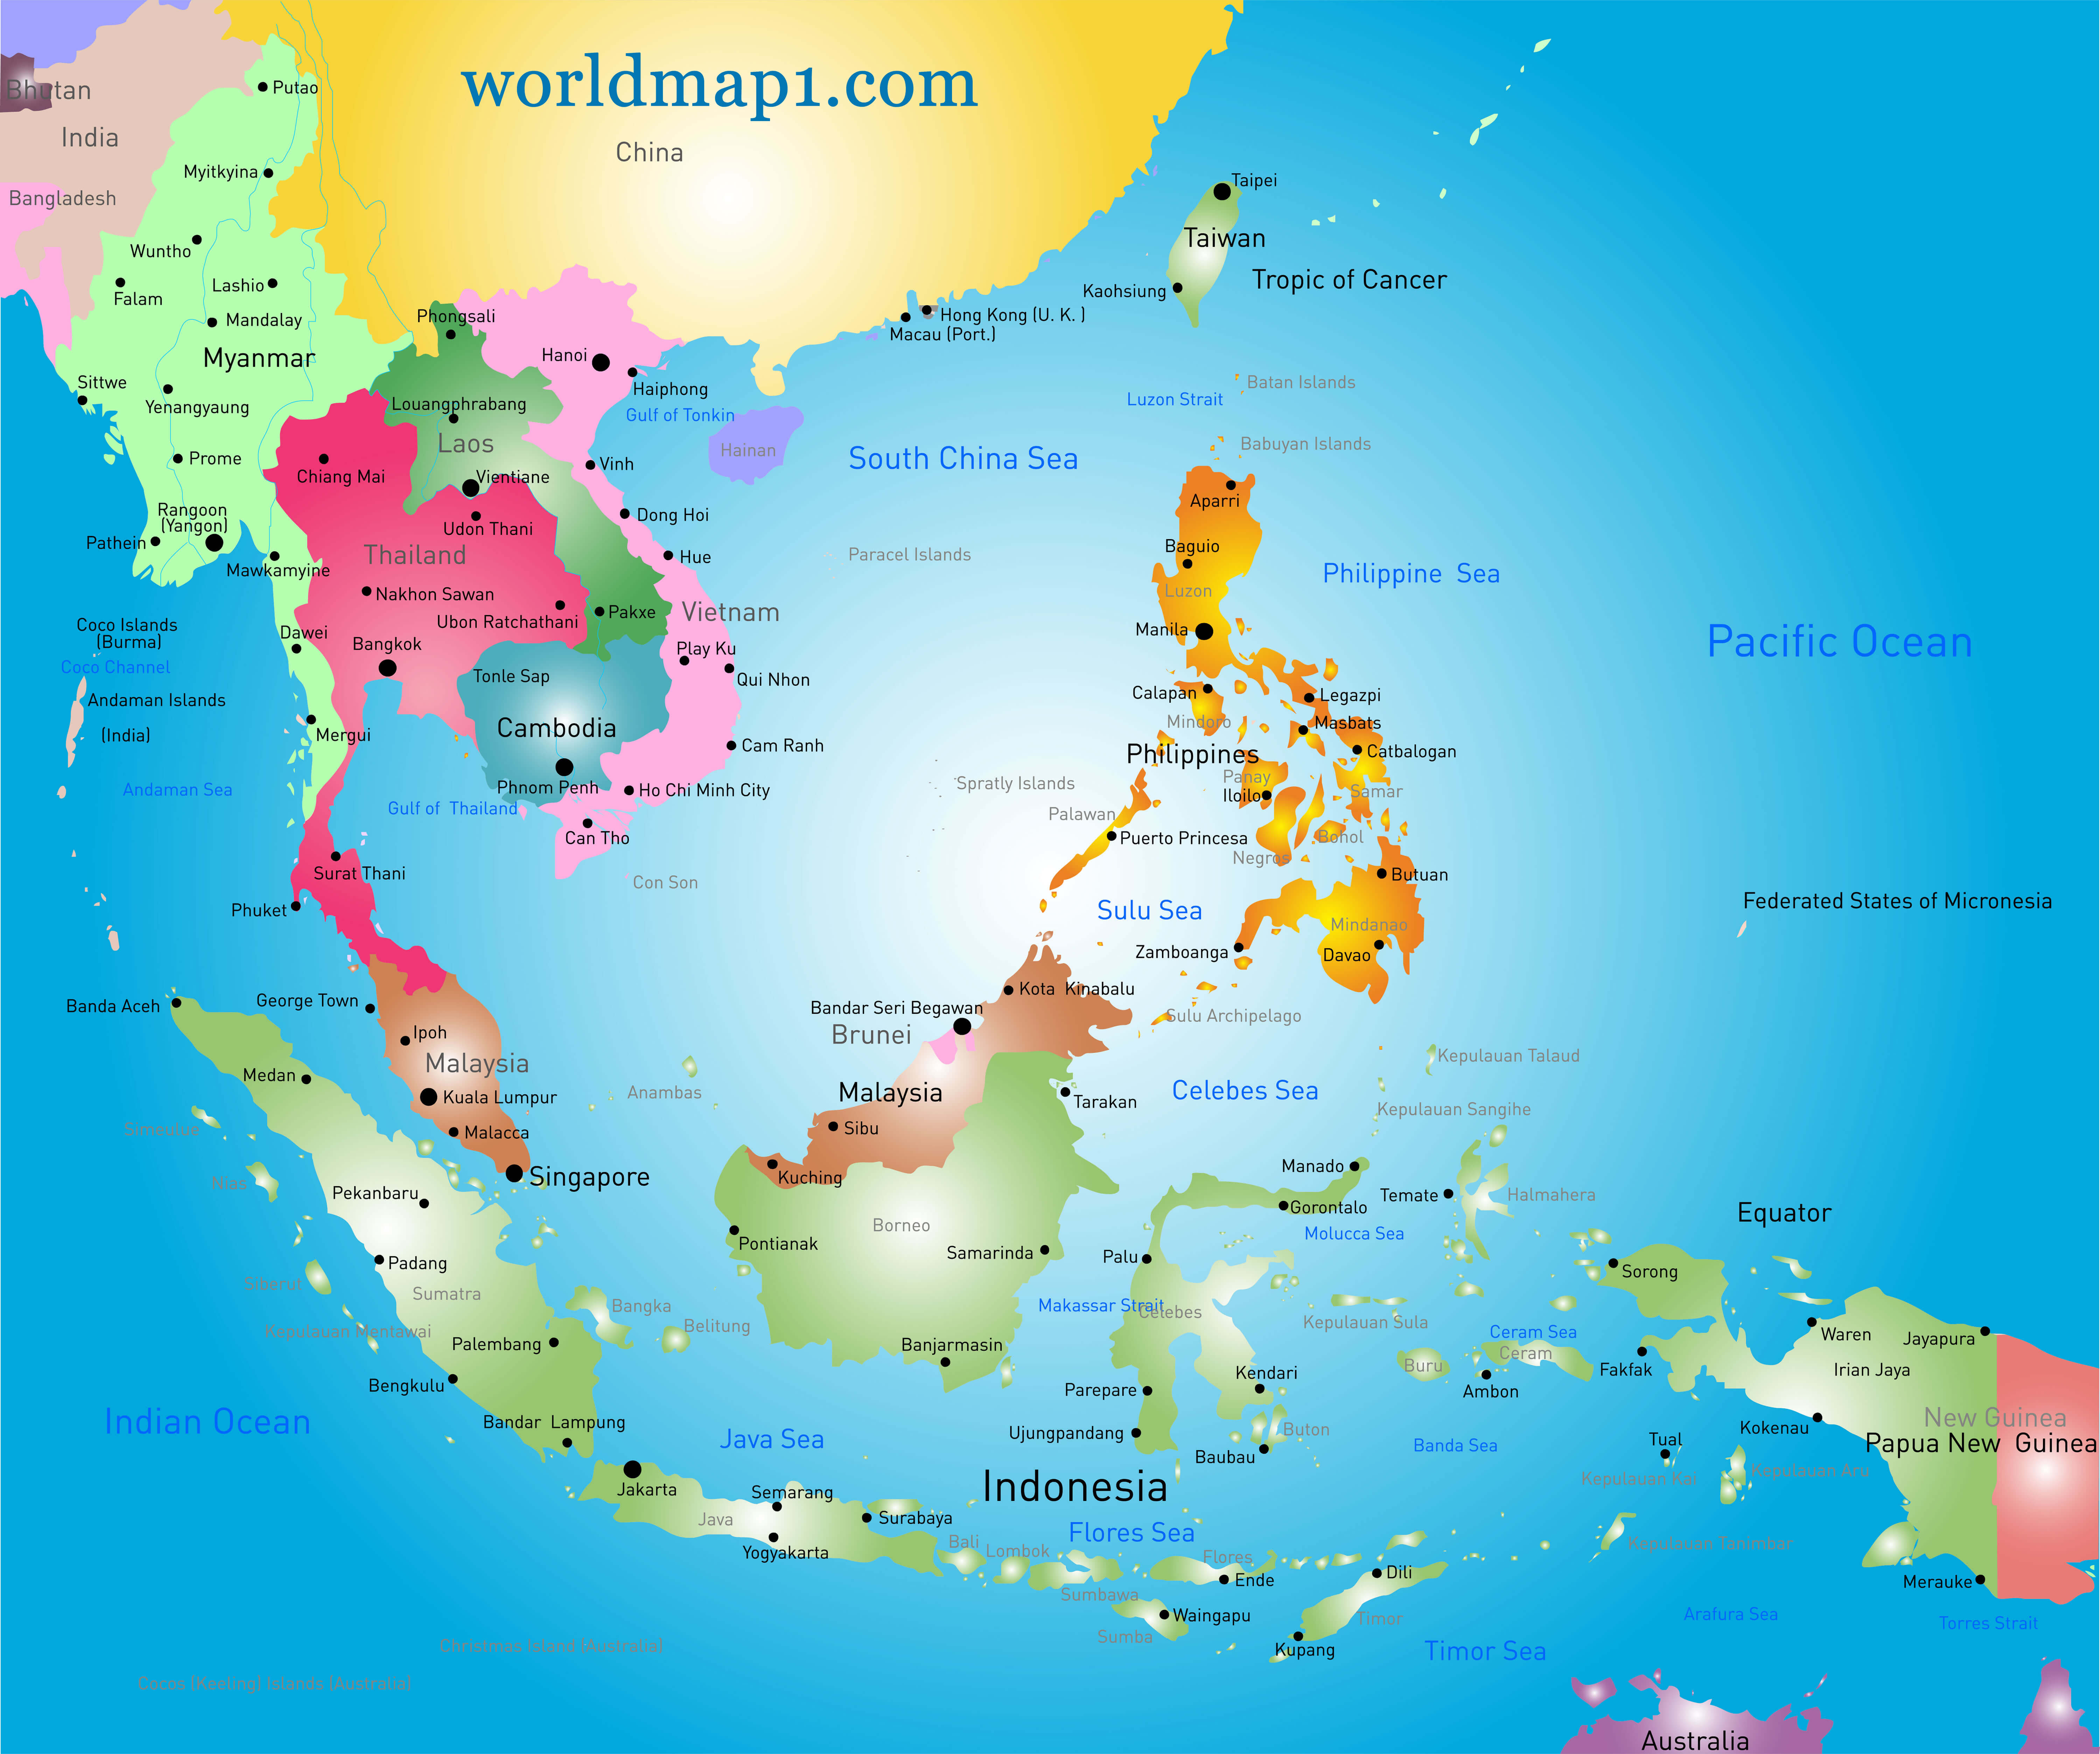 worldmap1.com
Bhutan
Putao
India
China
Myitkyina
Taipei
Bangladesh
Taiwan
Wuntho
Tropic of Cancer
Lashio
Kaohsiung
Falam
Phongsali
Hong Kong (U. K. )
Mandalay
Macau (Port.)
Myanmar
Hanoi
Sittwe
Haiphong
Batan Islands
Yenangyaung
Louangphrabang
Luzon Strait
Gulf of Tonkin
Laos
Hainan
Babuyan Islands
Prome
South China Sea
Chiang Mai
Vientiane
Vinh
Aparri
Rangoon
(Yangon)
Udon Thani
Dong Hoi
Pathein
Thailand
Hue
Paracel Islands
Baguio
Philippine  Sea
Mawkamyine
Nakhon Sawan
Luzon
Ubon Ratchathani
Pakxe
Vietnam
Coco Islands
(Burma)
Dawei
Bangkok
Play Ku
Manila
Pacific Ocean
Coco Channel
Tonle Sap
Qui Nhon
Andaman Islands
(India)
Calapan
Legazpi
Mergui
Cambodia
Mindoro
Masbats
Cam Ranh
Philippines
Catbalogan
Andaman Sea
Phnom Penh
Ho Chi Minh City
Spratly Islands
Panay
Iloilo
Samar
Gulf of  Thailand
Palawan
Can Tho
Puerto Princesa
Bohol
Negros
Surat Thani
Con Son
Butuan
Phuket
Sulu Sea
Federated States of Micronesia
Mindanao
Zamboanga
Davao
Banda Aceh
George Town
Kota  Kinabalu
Bandar Seri Begawan
Sulu Archipelago
Ipoh
Brunei
Malaysia
Kepulauan Talaud
Medan
Kuala Lumpur
Anambas
Malaysia
Celebes Sea
Tarakan
Kepulauan Sangihe
Simeulue
Malacca
Sibu
Singapore
Kuching
Manado
Nias
Pekanbaru
Temate
Halmahera
Gorontalo
Equator
Borneo
Molucca Sea
Pontianak
Samarinda
Palu
Padang
Sorong
Siberut
Sumatra
Bangka
Makassar Strait
Celebes
Belitung
Kepulauan Sula
Kepulauan Mentawai
Ceram Sea
Waren
Jayapura
Palembang
Banjarmasin
Ceram
Buru
Fakfak
Irian Jaya
Bengkulu
Kendari
Parepare
Ambon
Indian Ocean
Bandar  Lampung
New Guinea
Java Sea
Ujungpandang
Buton
Kokenau
Papua New  Guinea
Baubau
Banda Sea
Tual
Kepulauan Kai
Kepulauan Aru
Jakarta
Semarang
Indonesia
Java
Surabaya
Flores Sea
Yogyakarta
Bali
Lombok
Flores
Kepulauan Tanimbar
Ende
Dili
Merauke
Sumbawa
Waingapu
Timor
Arafura Sea
Torres Strait
Sumba
Christmas Island (Australia)
Kupang
Timor Sea
Cocos (Keeling) Islands (Australia)
Australia